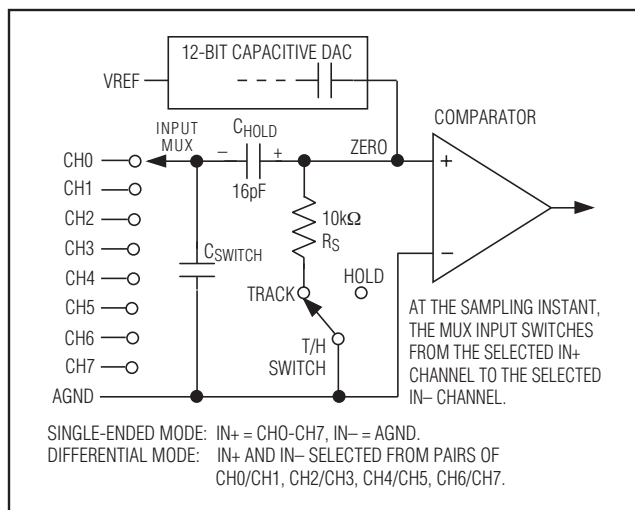 12-BIT CAPACITIVE DAC
VREF
COMPARATOR
INPUT
MUX
CHOLD
ZERO
– +
+
CH0
16pF
CH1
10kΩ
RS
CH2
CH3
CSWITCH
–
HOLD
CH4
TRACK
CH5
AT THE SAMPLING INSTANT,
THE MUX INPUT SWITCHES
FROM THE SELECTED IN+
CHANNEL TO THE SELECTED
IN– CHANNEL.
CH6
T/H
SWITCH
CH7
AGND
SINGLE-ENDED MODE: IN+ = CHO-CH7, IN– = AGND.
DIFFERENTIAL MODE: IN+ AND IN– SELECTED FROM PAIRS OF
CH0/CH1, CH2/CH3, CH4/CH5, CH6/CH7.